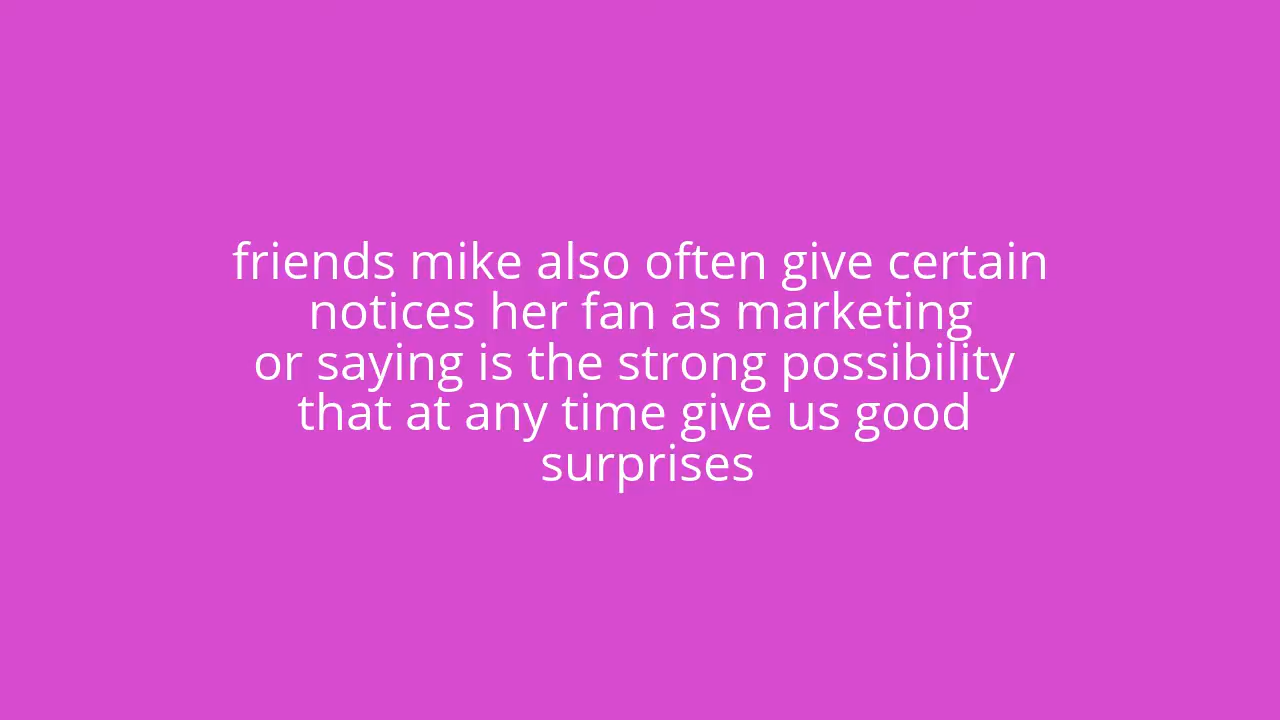 friends mike also often give certain
notices her fan as marketing
or saying is the strong possibility
that at any time give us good
surprises